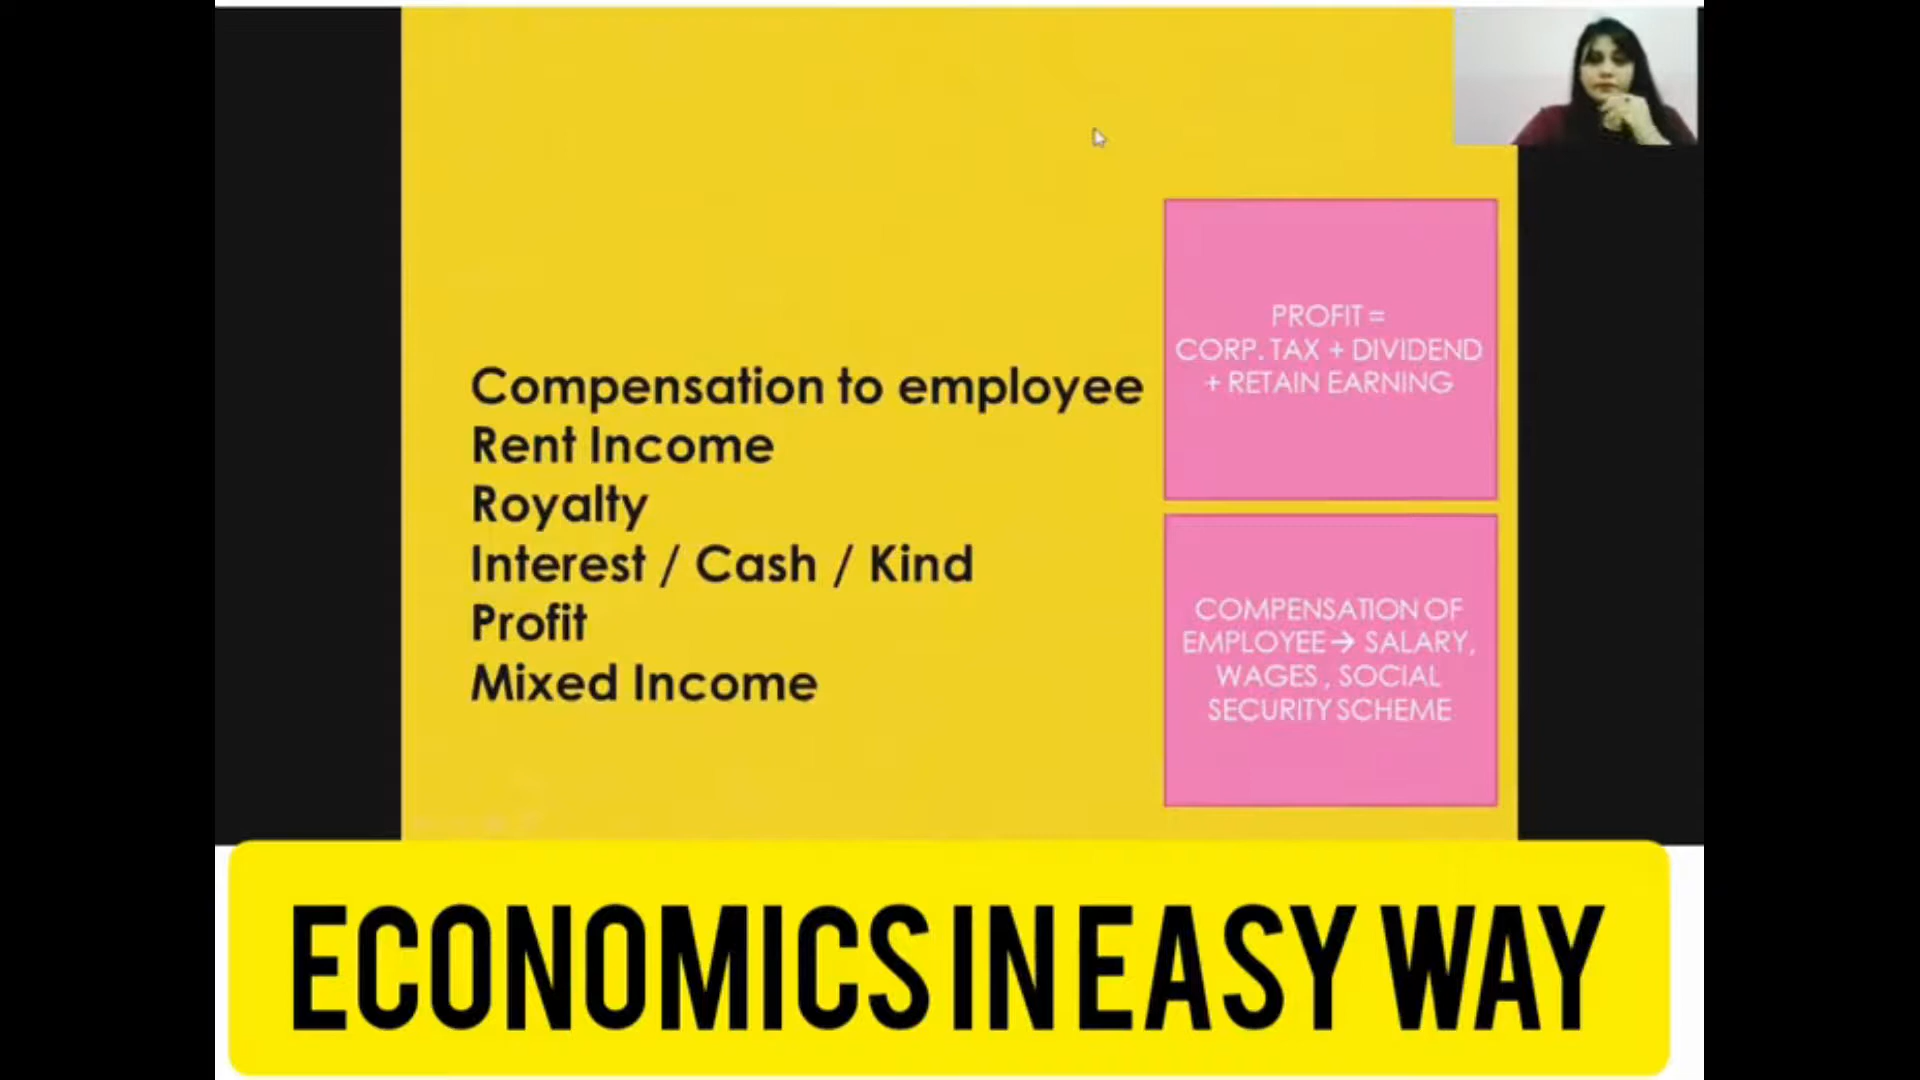 Compensation to employee
Rent Income
Royalty
Interest / Cash / Kind
Profit
Mixed Income
PROFIT =
CORP. TAX + DIVIDEND
+ RETAIN EARNING
COMPENSATION OF
EMPLOYEE→ SALARY,
WAGES , SOCIAL
SECURITY SCHEME
ECONOMICS IN EASY WAY